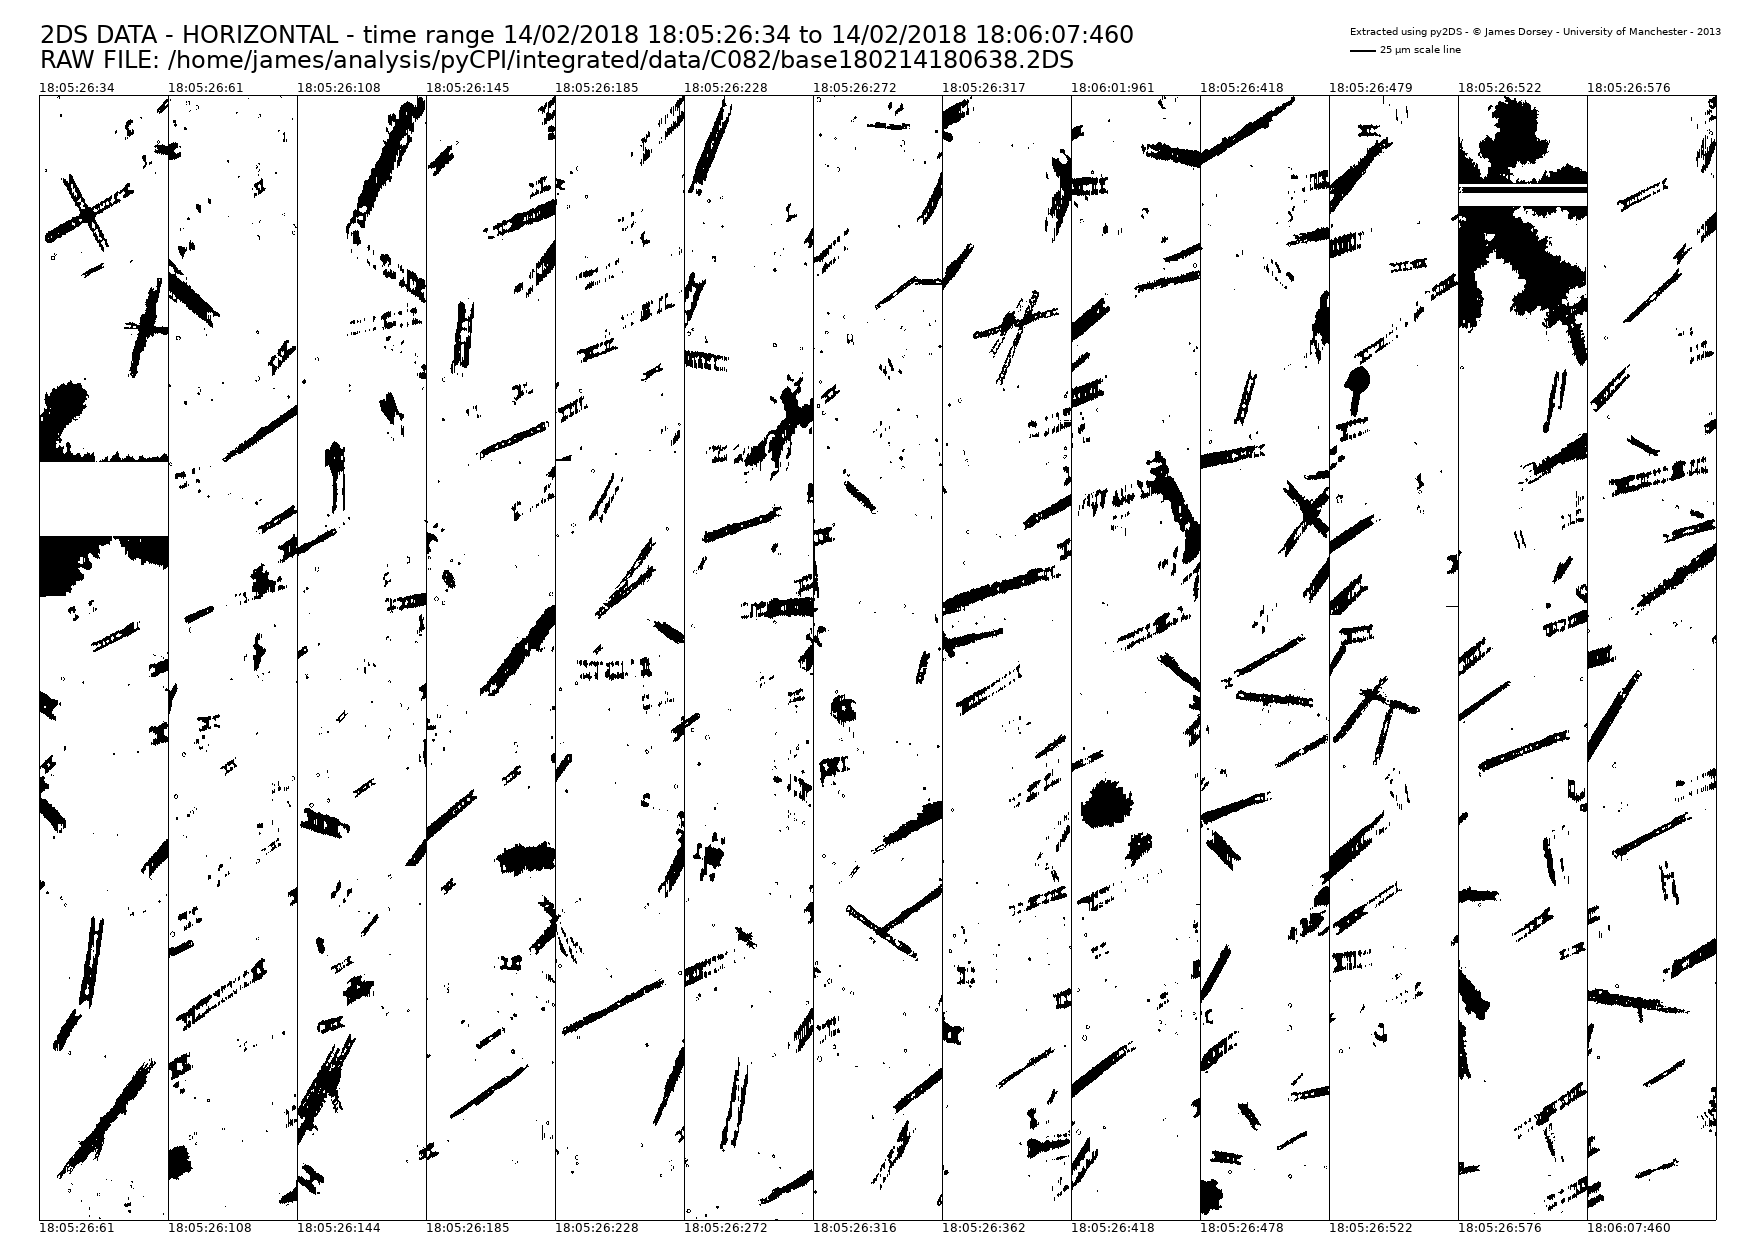 2DS DATA - HORIZONTAL - time range 14/02/2018 18:05:26:34 to 14/02/2018 18:06:07:460
RAW FILE: /home/james/analysis/pyCPI/integrated/data/C082/base180214180638.2DS
Extracted using py2DS - © James Dorsey - University of Manchester - 2013
25 µm scale line
18:05:26:34 18:05:26:61 18:05:26:108 18:05:26:145 18:05:26:185 18:05:26:228 18:05:26:272 18:05:26:317 18:06:01:961 18:05:26:418 18:05:26:479 18:05:26:522 18:05:26:576
18:05:26:61 18:05:26:108 18:05:26:144 18:05:26:185 18:05:26:228 18:05:26:272 18:05:26:316 18:05:26:362 18:05:26:418 18:05:26:478 18:05:26:522 18:05:26:576 18:06:07:460